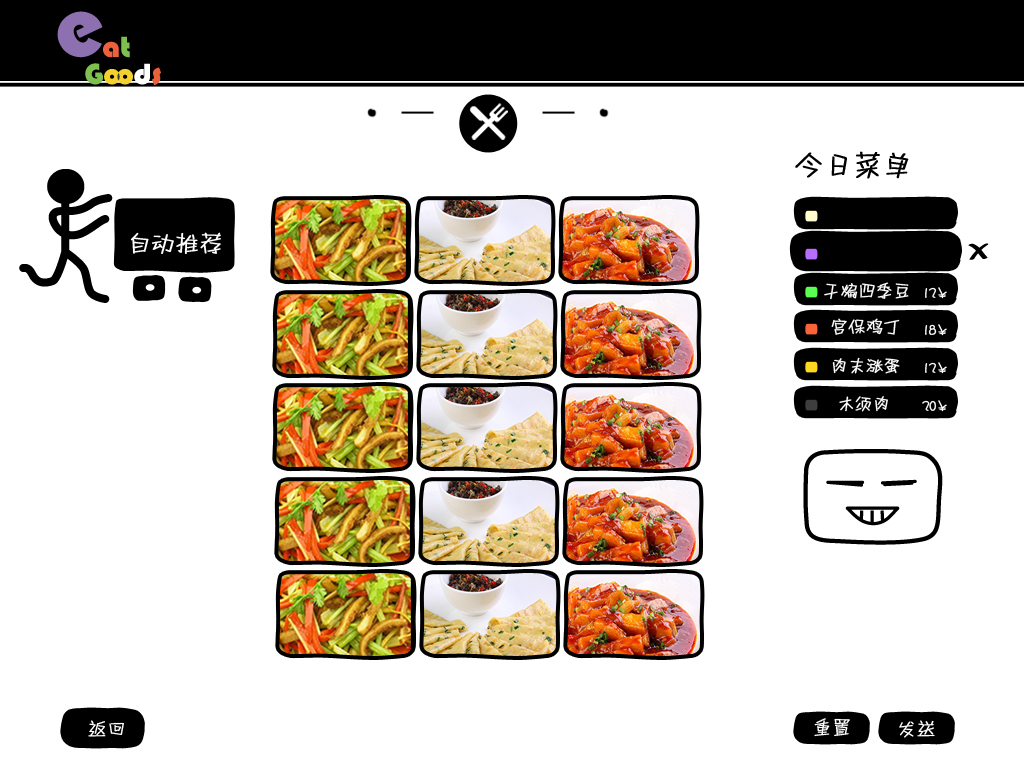 eat
Goods
今日菜单
自动推荐
干煸四季豆 12¥
宫保鸡丁 18¥
肉末涨蛋 12¥
木须肉 20¥
X
返回
重置
发送